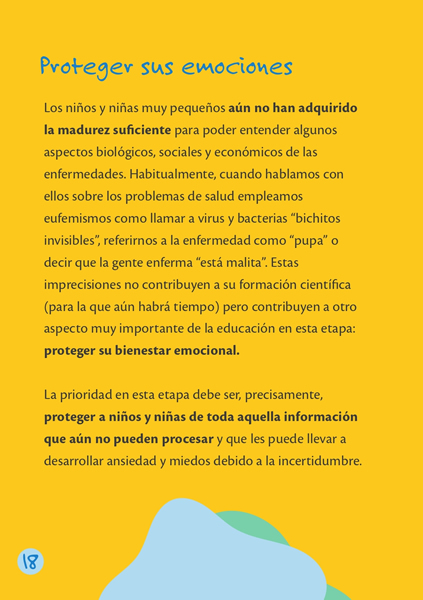 Proteger sus emociones
Los niños y niñas muy pequeños aún no han adquirido
la madurez suficiente para poder entender algunos
aspectos biológicos, sociales y económicos de las
enfermedades. Habitualmente, cuando hablamos con
ellos sobre los problemas de salud empleamos
eufemismos como llamar a virus y bacterias “bichitos
invisibles”, referirnos a la enfermedad como “pupa” o
decir que la gente enferma “está malita”. Estas
imprecisiones no contribuyen a su formación científica
(para la que aún habrá tiempo) pero contribuyen a otro
aspecto muy importante de la educación en esta etapa:
proteger su bienestar emocional.
La prioridad en esta etapa debe ser, precisamente,
proteger a niños y niñas de toda aquella información
que aún no pueden procesar y que les puede llevar a
desarrollar ansiedad y miedos debido a la incertidumbre.
18